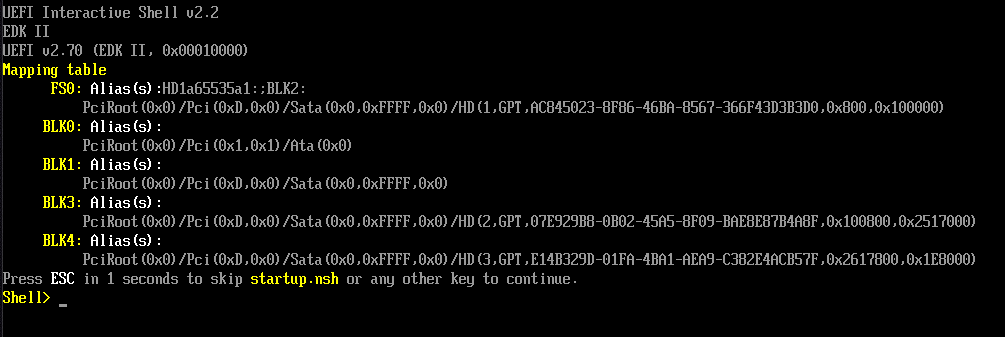 UEFI Interactive Shell v2.2
EDK II
UEFI v2.70 (EDK II, 0x00010000)
Mapping table
FS0: Alias(s):HD1a65535a1:;BLK2:
PciRoot(0x0)/Pci(0xD,0x0)/Sata(0x0,0xFFFF,0x0)/HD(1,GPT,AC845023-8F86-46BA-8567-366F43D3B3D0,0x800,0x100000)
BLK0: Alias(s):
PciRoot(0x0)/Pci(0x1,0x1)/Ata(0x0)
BLK1: Alias(s):
PciRoot(0x0)/Pci(0xD,0x0)/Sata(0x0,0xFFFF,0x0)
BLK3: Alias(s):
PciRoot(0x0)/Pci(0xD,0x0)/Sata(0x0,0xFFFF,0x0)/HD(2,GPT,07E929B8-0B02-45A5-8F09-BAE8E87B4A8F,0x100800,0x2517000)
BLK4: Alias(s):
PciRoot(0x0)/Pci(0xD,0x0)/Sata(0x0,0xFFFF,0x0)/HD(3,GPT,E14B329D-01FA-4BA1-AEA9-C382E4ACB57F,0x2617800,0x1E8000)
Press ESC in 1 seconds to skip startup.nsh or any other key to continue.
Shell> _